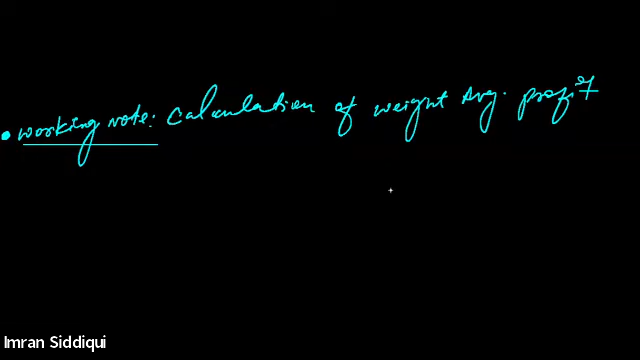 • working note: Calculation of weight Avg. profit
Imran Siddiqui